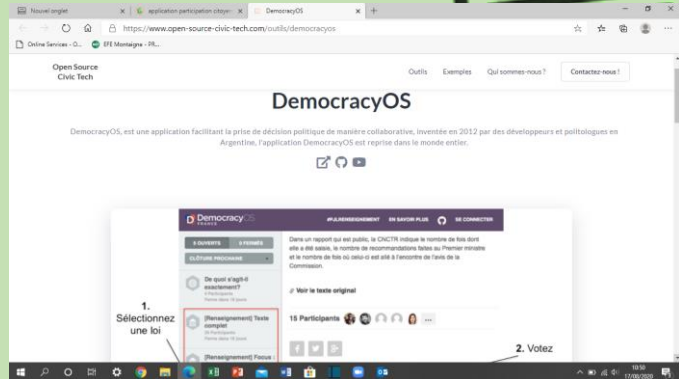 Nouvel onglet
application participation citoyen
DemocracyOS
https://www.open-source-civic-tech.com/outils/democracyos
Online Services - O...
EFE Montaigne - PR...
Open Source
Civic Tech
Outils Exemples Qui sommes-nous ? Contactez-nous !
DemocracyOS
DemocracyOS, est une application facilitant la prise de décision politique de manière collaborative, inventée en 2012 par des développeurs et politologues en
Argentine, l'application DemocracyOS est reprise dans le monde entier.
DemocracyOS
FRANCE
#PJLRENSEIGNEMENT EN SAVOIR PLUS SE CONNECTER
CLÔTURE PROCHAINE
De quoi s'agit-il
exactement?
[Renseignement] Texte
complet
[Renseignement] Focus :
Dans un rapport qui est public, la CNCTR indique le nombre de fois dont
elle a été saisie, le nombre de recommandations faites au Premier ministre
et le nombre de fois où celui-ci est allé à l'encontre de l'avis de la
Commission.
Voir le texte original
15 Participants
1.
Sélectionnez
une loi
2. Votez
10:50
17/08/2020